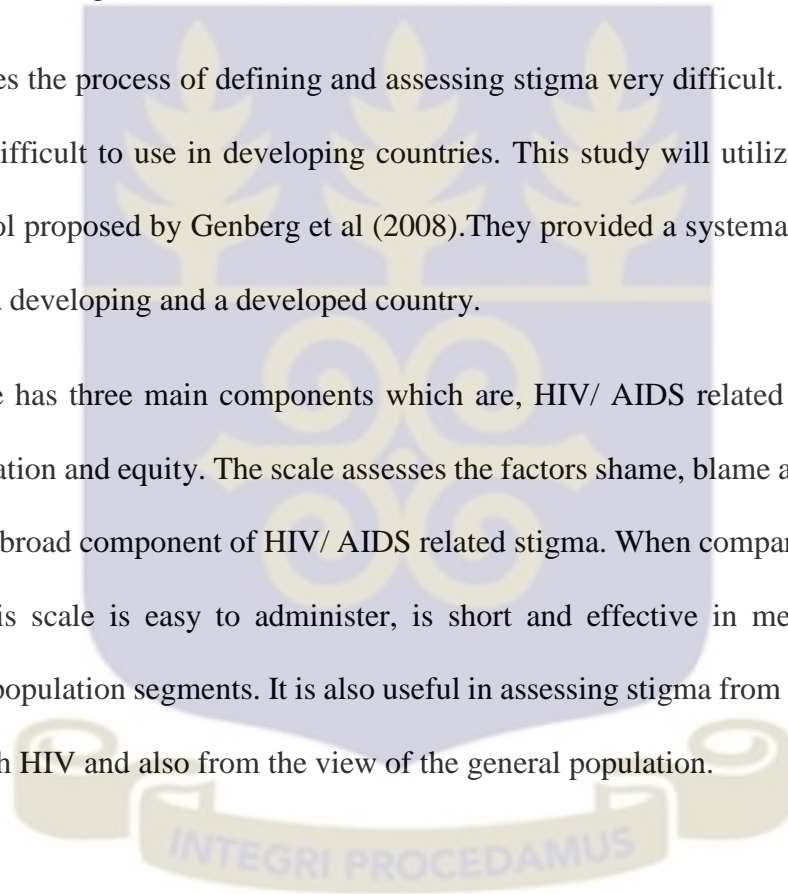 es the process of defining and assessing stigma very difficult.
ifficult to use in developing countries. This study will utiliz
ol proposed by Genberg et al (2008).They provided a systema
developing and a developed country.
e has three main components which are, HIV/ AIDS related
ation and equity. The scale assesses the factors shame, blame a
broad component of HIV/ AIDS related stigma. When compar
is scale is easy to administer, is short and effective in me
population segments. It is also useful in assessing stigma from
h HIV and also from the view of the general population.
INTEGRI PROCEDAMUS